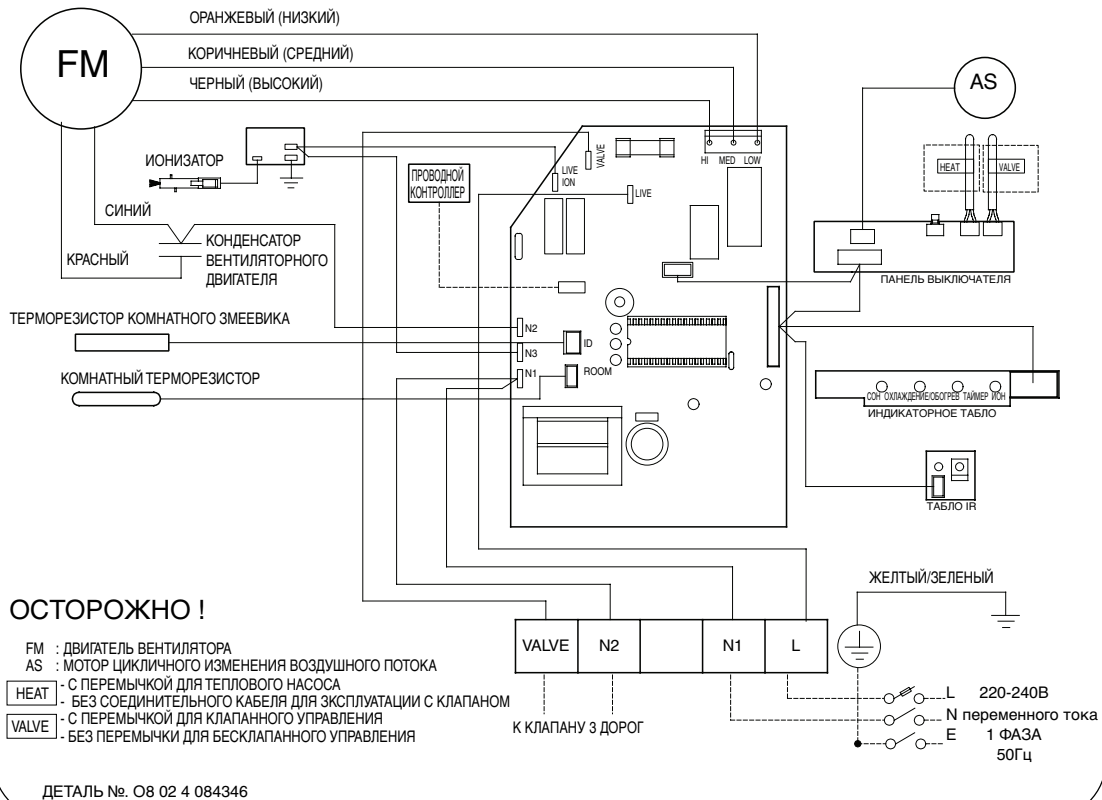 ОРАНЖЕВЫЙ (НИЗКИЙ)
FM
КОРИЧНЕВЫЙ (СРЕДНИЙ)
ЧЕРНЫЙ (ВЫСОКИЙ)
AS
ИОНИЗАТОР
ПРОВОДНОЙ
КОНТРОЛЛЕР
VALVE
LIVE
ION
LIVE
HI MED LOW
HEAT
VALVE
СИНИЙ
КРАСНЫЙ
КОНДЕНСАТОР
ВЕНТИЛЯТОРНОГО
ДВИГАТЕЛЯ
ПАНЕЛЬ ВЫКЛЮЧАТЕЛЯ
ТЕРМОРЕЗИСТОР КОМНАТНОГО ЗМЕЕВИКА
N2
ID
N3
КОМНАТНЫЙ ТЕРМОРЕЗИСТОР
N1
ROOM
СОН ОХЛАЖДЕНИЕ/ОБОГРЕВ ТАЙМЕР ИОН
ИНДИКАТОРНОЕ ТАБЛО
ТАБЛО IR
ЖЕЛТЫЙ/ЗЕЛЕНЫЙ
ОСТОРОЖНО !
FM : ДВИГАТЕЛЬ ВЕНТИЛЯТОРА
AS : МОТОР ЦИКЛИЧНОГО ИЗМЕНЕНИЯ ВОЗДУШНОГО ПОТОКА
HEAT - С ПЕРЕМЫЧКОЙ ДЛЯ ТЕПЛОВОГО НАСОСА
- БЕЗ СОЕДИНИТЕЛЬНОГО КАБЕЛЯ ДЛЯ ЗКСПЛУАТАЦИИ С КЛАПАНОМ
VALVE - С ПЕРЕМЫЧКОЙ ДЛЯ КЛАПАННОГО УПРАВЛЕНИЯ
- БЕЗ ПЕРЕМЫЧКИ ДЛЯ БЕСКЛАПАННОГО УПРАВЛЕНИЯ
VALVE N2 N1 L
К КЛАПАНУ 3 ДОРОГ
L 220-240В
N переменного тока
E 1 ФАЗА
50Гц
ДЕТАЛЬ №. O8 02 4 084346